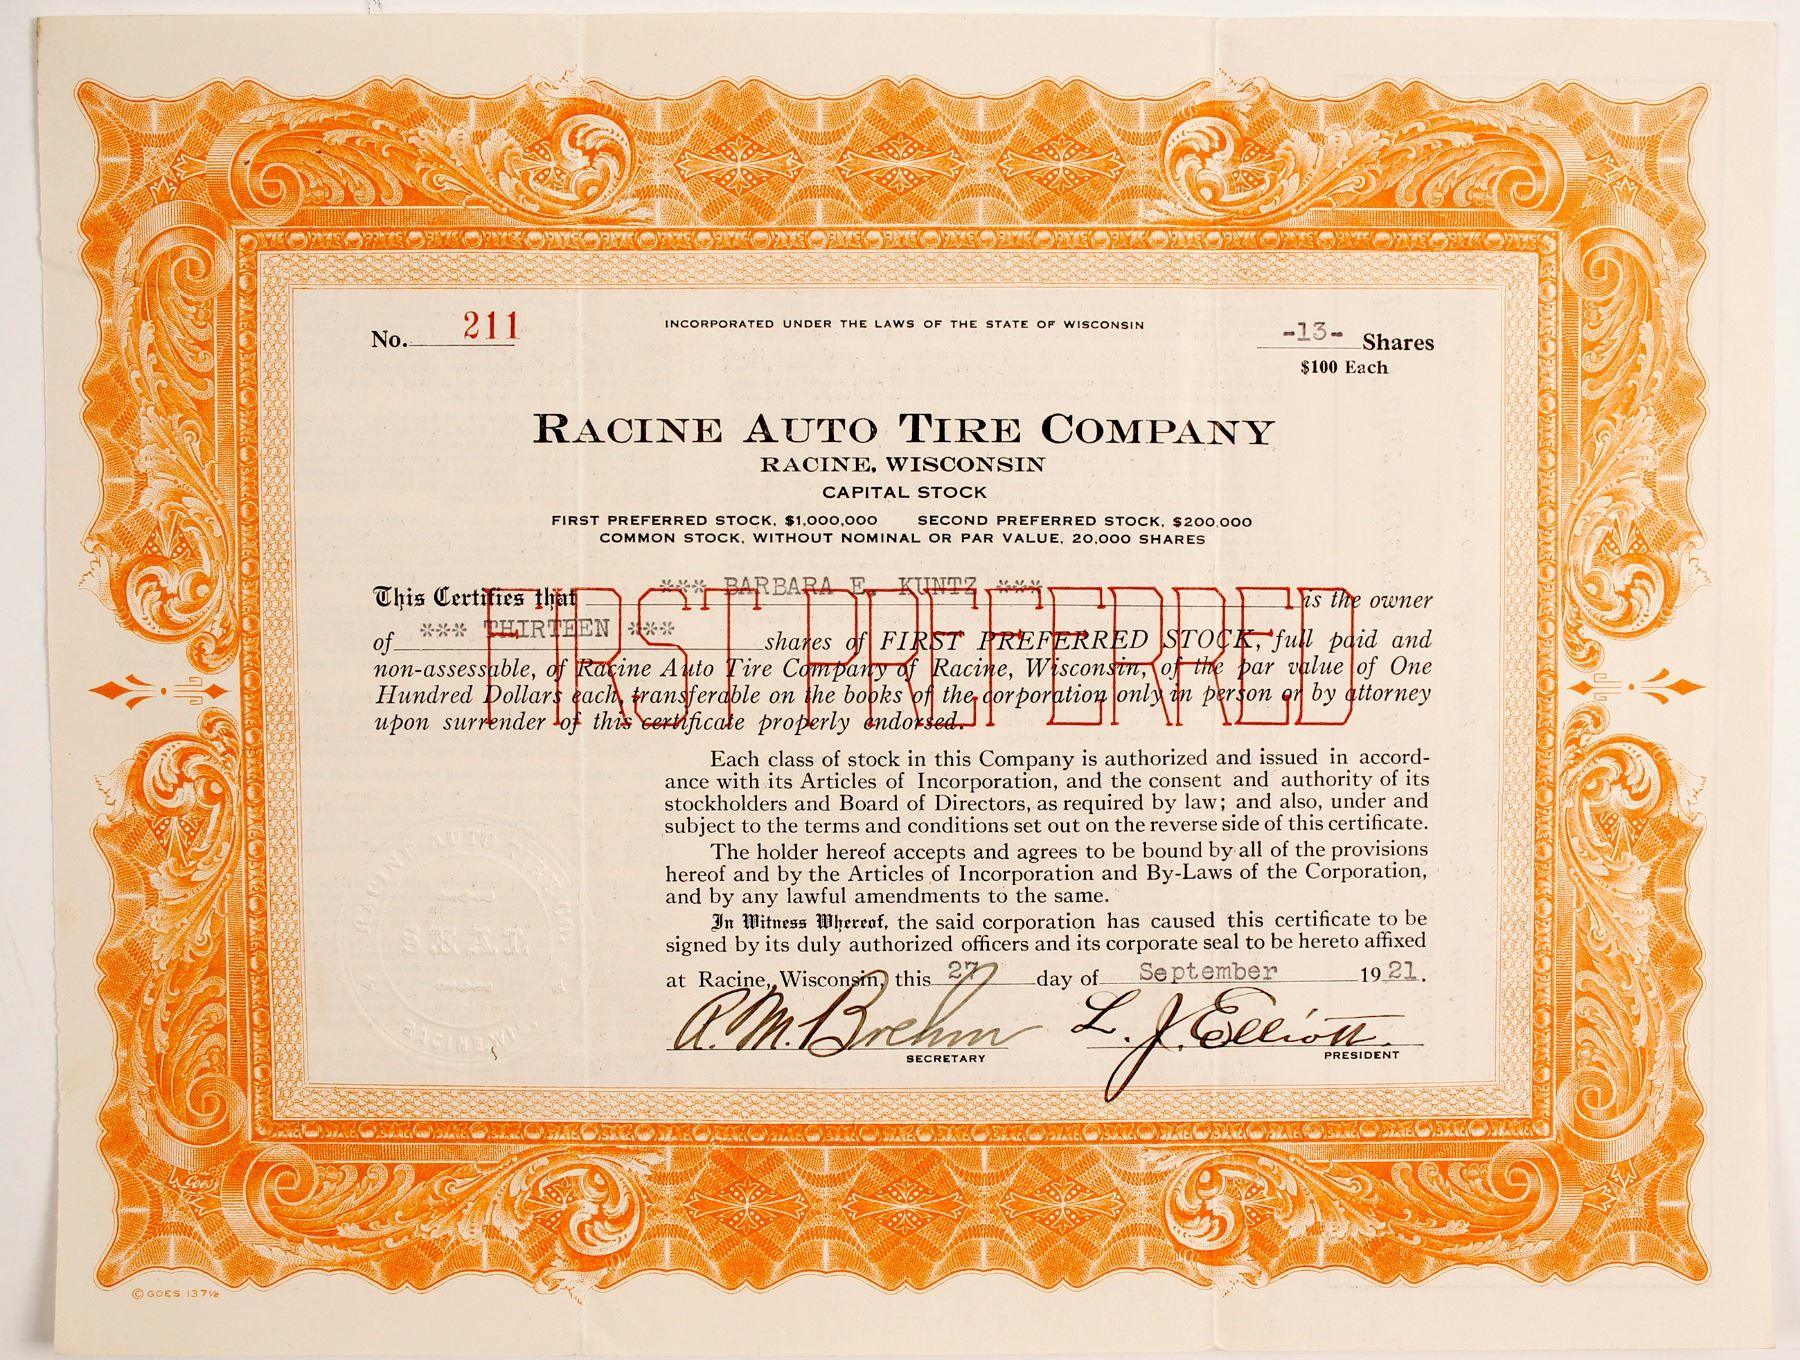 No. 211
INCORPORATED UNDER THE LAWS OF THE STATE OF WISCONSIN
-13- Shares
$100 Each
RACINE AUTO TIRE COMPANY
RACINE, WISCONSIN
CAPITAL STOCK
FIRST PREFERRED STOCK, $1,000,000 SECOND PREFERRED STOCK, $200,000
COMMON STOCK, WITHOUT NOMINAL OR PAR VALUE, 20,000 SHARES
FIRST PREFERRED
This Certifies that *** BARBARA E. KUNTZ *** is the owner
of *** THIRTEEN *** shares of FIRST PREFERRED STOCK, full paid and
non-assessable, of Racine Auto Tire Company of Racine, Wisconsin, of the par value of One
Hundred Dollars each, transferable on the books of the corporation only in person or by attorney
upon surrender of this certificate properly endorsed.
Each class of stock in this Company is authorized and issued in accord-
ance with its Articles of Incorporation, and the consent and authority of its
stockholders and Board of Directors, as required by law; and also, under and
subject to the terms and conditions set out on the reverse side of this certificate.
The holder hereof accepts and agrees to be bound by all of the provisions
hereof and by the Articles of Incorporation and By-Laws of the Corporation,
and by any lawful amendments to the same.
In Witness Whereof, the said corporation has caused this certificate to be
signed by its duly authorized officers and its corporate seal to be hereto affixed
at Racine, Wisconsin, this 27 day of September 1921.
A. M. Brehm
SECRETARY
L. J. Elliott.
PRESIDENT
RACINE AUTO TIRE CO.
SEAL
RACINE WIS.
Goes
© GOES 137½